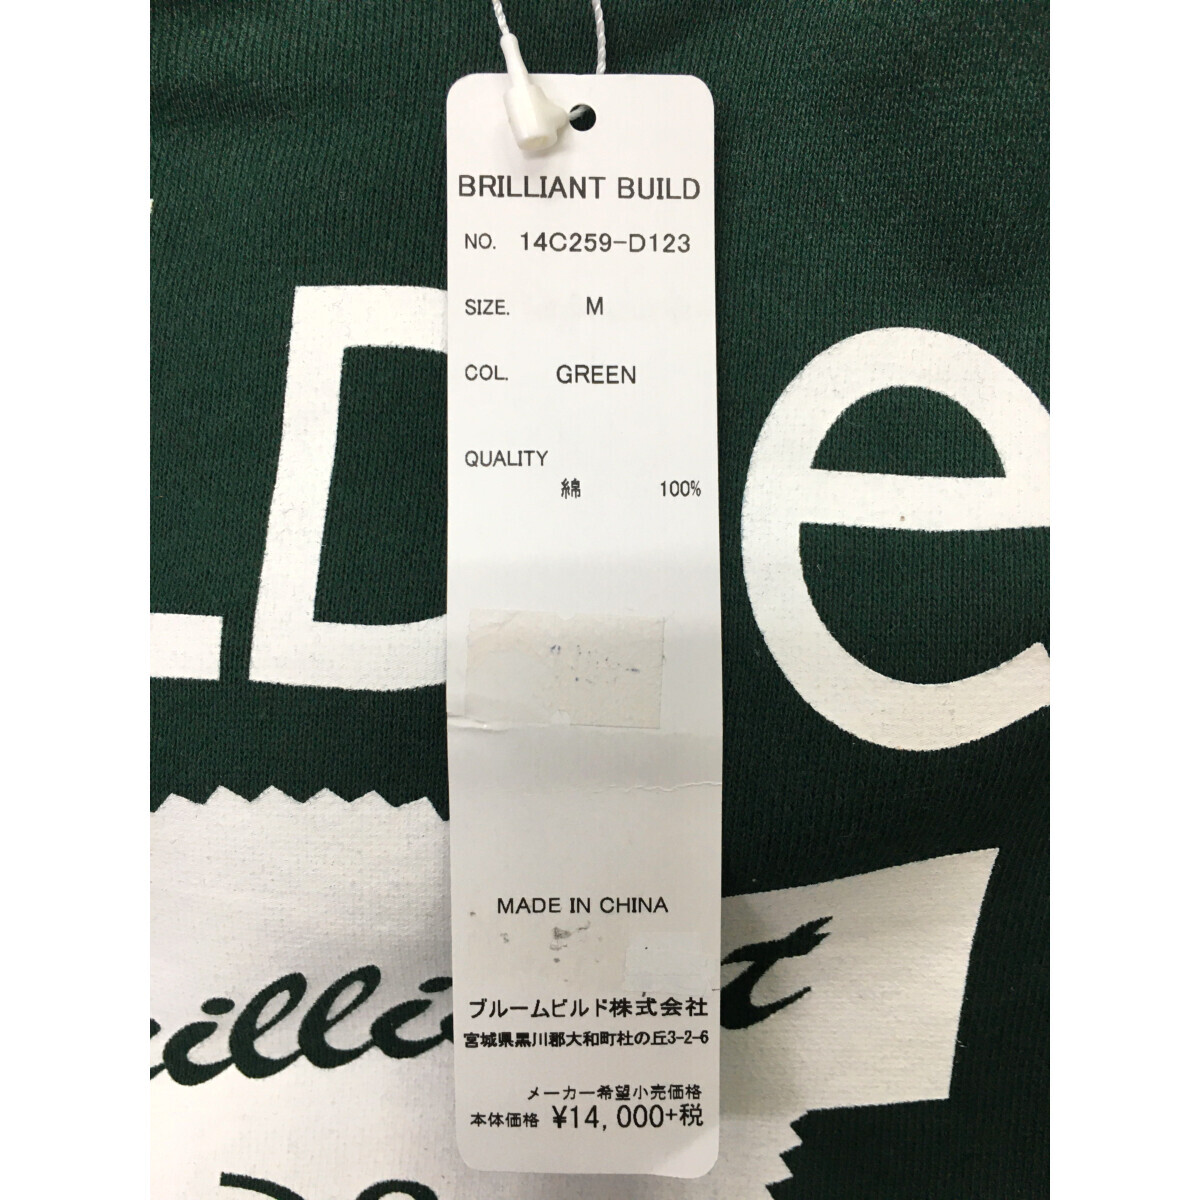 BRILLIANT BUILD
NO. 14C259-D123
SIZE. M
COL. GREEN
QUALITY
綿 100%
MADE IN CHINA
ブルームビルド株式会社
宮城県黒川郡大和町杜の丘3-2-6
メーカー希望小売価格
本体価格 ¥14,000+税
De